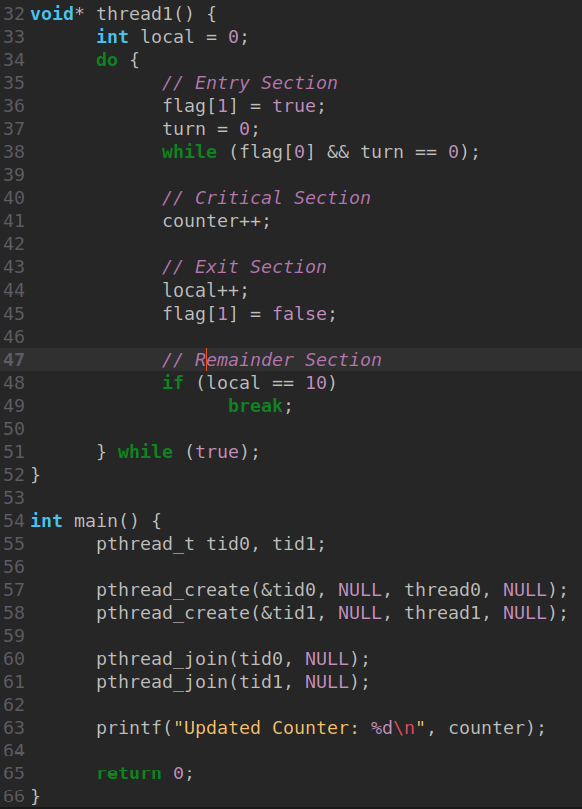 32 void* thread1() {
33 int local = 0;
34 do {
35 // Entry Section
36 flag[1] = true;
37 turn = 0;
38 while (flag[0] && turn == 0);
39
40 // Critical Section
41 counter++;
42
43 // Exit Section
44 local++;
45 flag[1] = false;
46
47 // Remainder Section
48 if (local == 10)
49 break;
50
51 } while (true);
52 }
53
54 int main() {
55 pthread_t tid0, tid1;
56
57 pthread_create(&tid0, NULL, thread0, NULL);
58 pthread_create(&tid1, NULL, thread1, NULL);
59
60 pthread_join(tid0, NULL);
61 pthread_join(tid1, NULL);
62
63 printf("Updated Counter: %d\n", counter);
64
65 return 0;
66 }